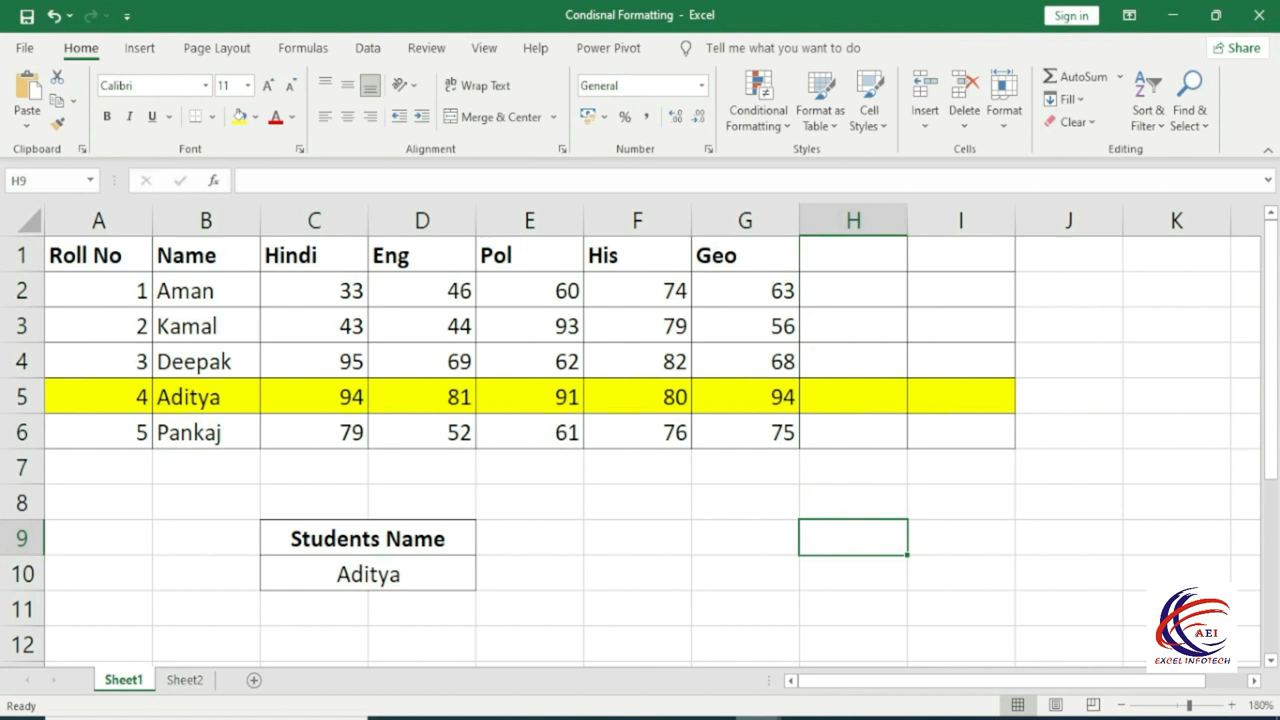 Condisnal Formatting - Excel
Sign in
File Home Insert Page Layout Formulas Data Review View Help Power Pivot Tell me what you want to do Share
Calibri 11 Wrap Text General AutoSum
Paste Conditional Formatting Format as Table Cell Styles Insert Delete Format Fill Sort & Filter Find & Select
B I U A Merge & Center % Clear
Clipboard Font Alignment Number Styles Cells Editing
H9 fx
A B C D E F G H I J K
1 Roll No Name Hindi Eng Pol His Geo
2 1 Aman 33 46 60 74 63
3 2 Kamal 43 44 93 79 56
4 3 Deepak 95 69 62 82 68
5 4 Aditya 94 81 91 80 94
6 5 Pankaj 79 52 61 76 75
7
8
9 Students Name
10 Aditya
11
12
AEI
EXCEL INFOTECH
Sheet1 Sheet2
Ready 180%